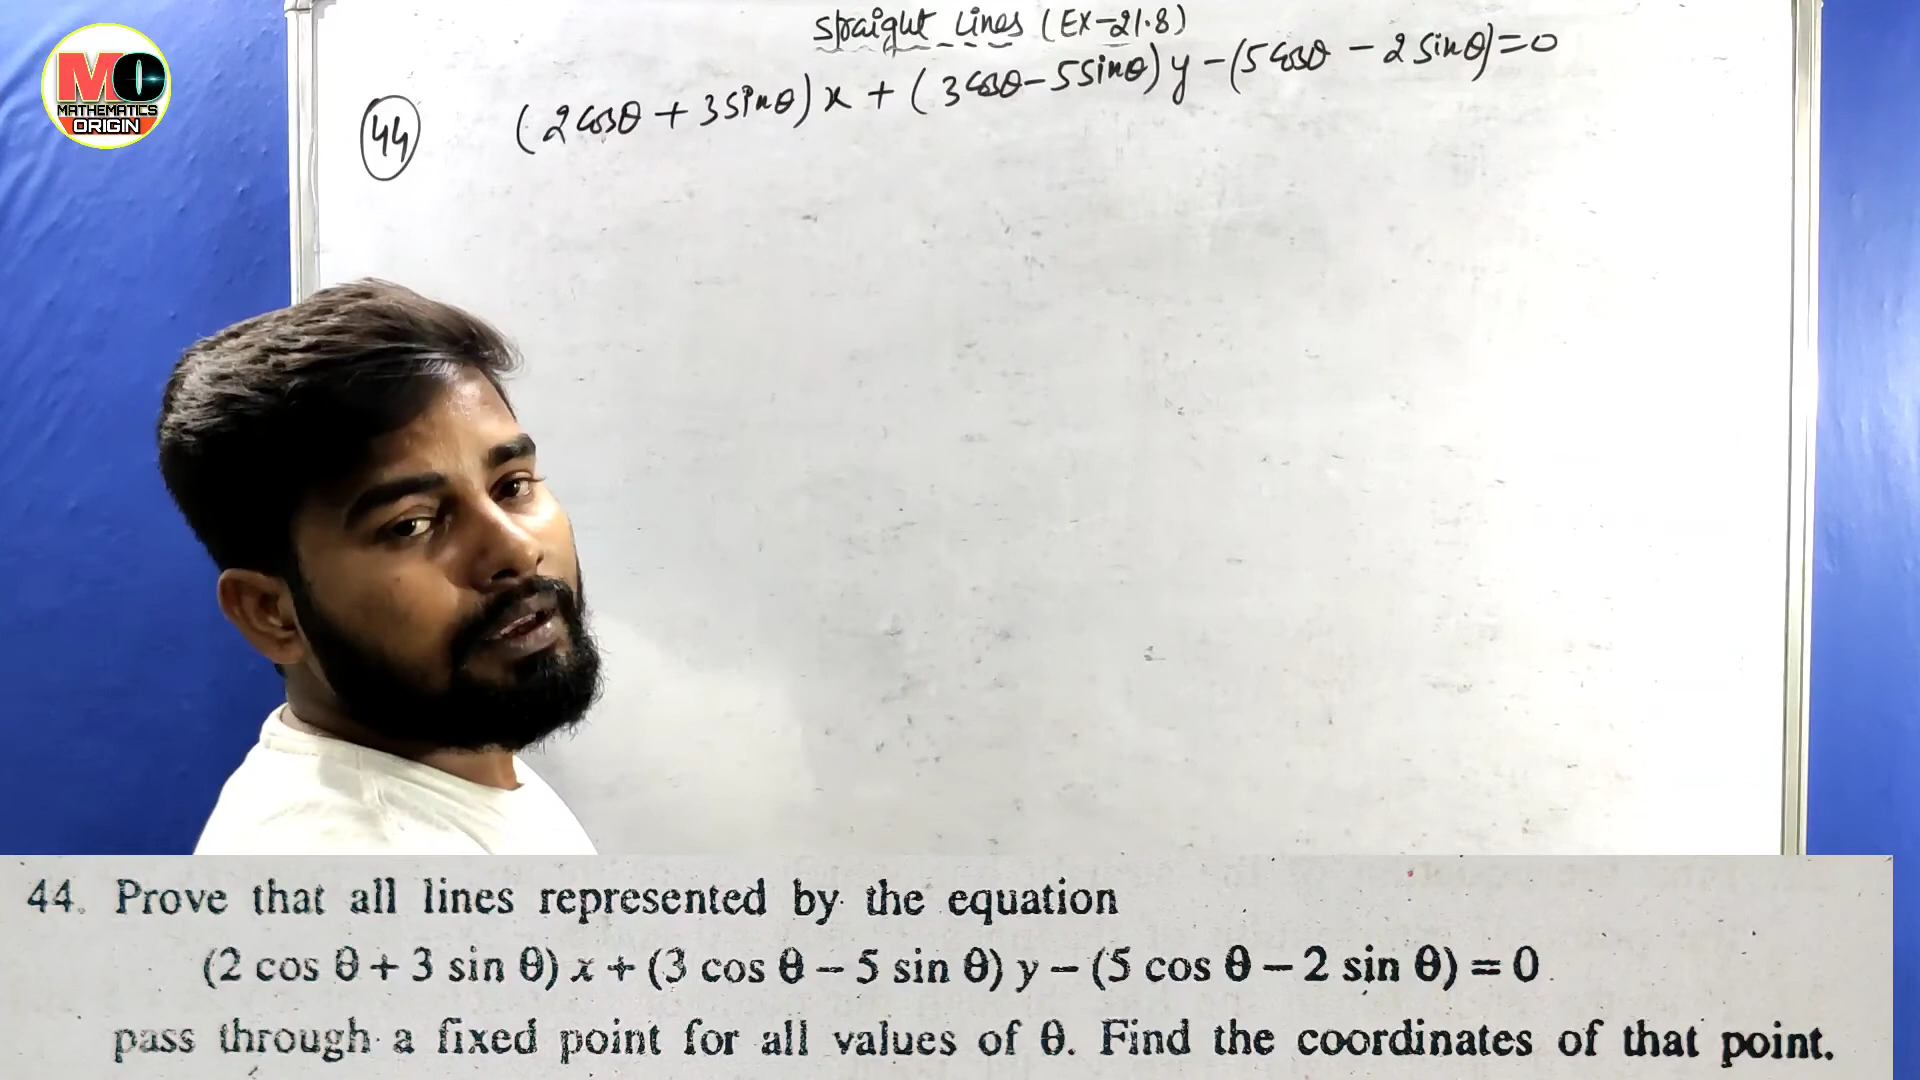 MO
MATHEMATICS
ORIGIN
Straight Lines (EX-21.8)
44 (2cosθ + 3sinθ)x + (3cosθ-5sinθ)y -(5cosθ - 2sinθ)=0
44. Prove that all lines represented by the equation
(2 cos θ + 3 sin θ) x + (3 cos θ – 5 sin θ) y – (5 cos θ – 2 sin θ) = 0
pass through a fixed point for all values of θ. Find the coordinates of that point.